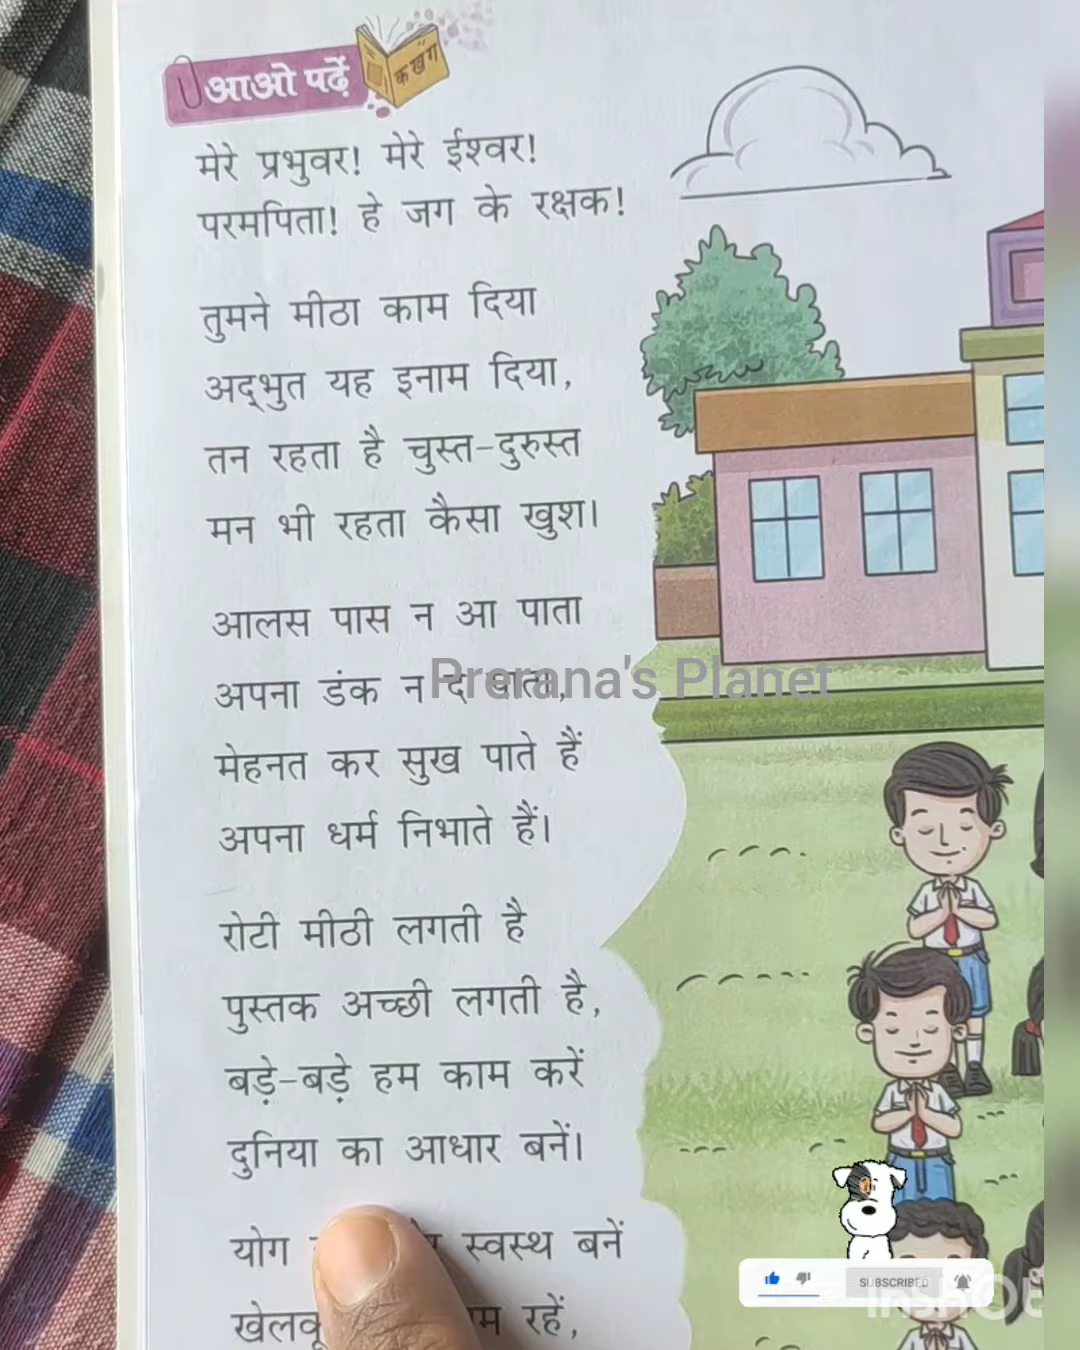 आओ पढ़ें
क ख ग
मेरे प्रभुवर! मेरे ईश्वर!
परमपिता! हे जग के रक्षक!
तुमने मीठा काम दिया
अद्भुत यह इनाम दिया,
तन रहता है चुस्त-दुरुस्त
मन भी रहता कैसा खुश।
आलस पास न आ पाता
अपना डंक न
Prerana's Planet
मेहनत कर सुख पाते हैं
अपना धर्म निभाते हैं।
रोटी मीठी लगती है
पुस्तक अच्छी लगती है,
बड़े-बड़े हम काम करें
दुनिया का आधार बनें।
योग स्वस्थ बनें
रहें,
SUBSCRIBED